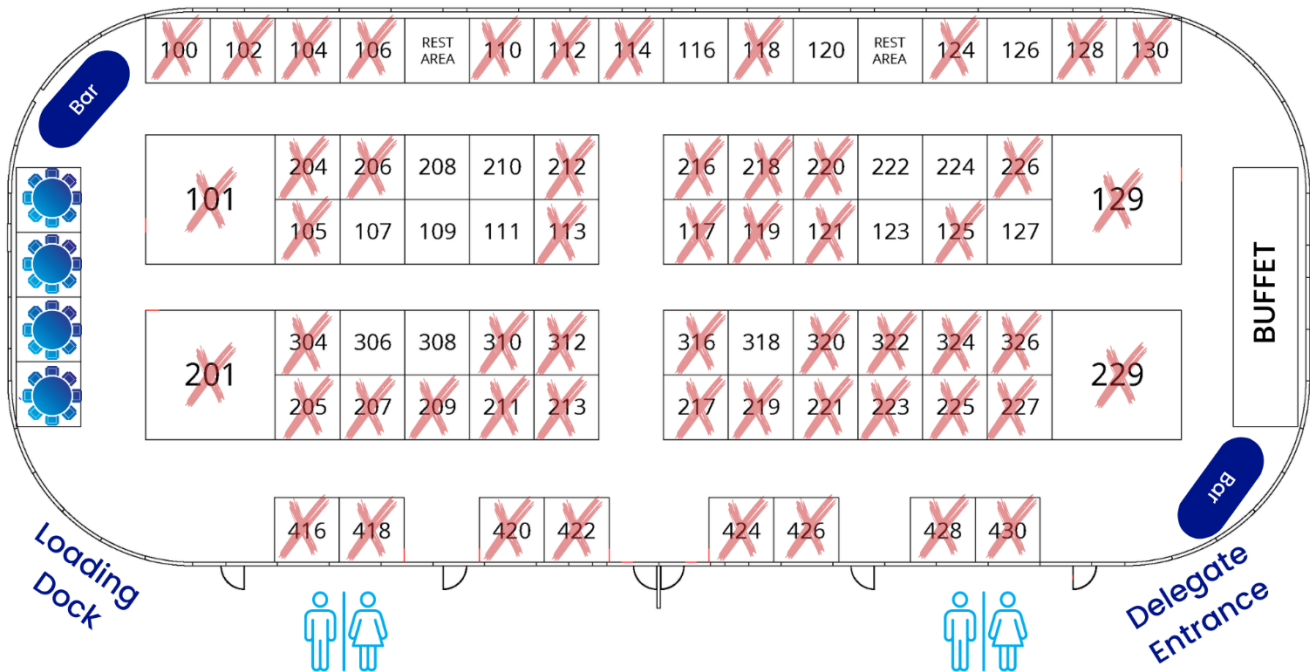 100 102 104 106 REST AREA 110 112 114 116 118 120 REST AREA 124 126 128 130
Bar
101 204 206 208 210 212 216 218 220 222 224 226 129
105 107 109 111 113 117 119 121 123 125 127
BUFFET
201 304 306 308 310 312 316 318 320 322 324 326 229
205 207 209 211 213 217 219 221 223 225 227
Bar
416 418 420 422 424 426 428 430
Loading
Dock
Delegate
Entrance